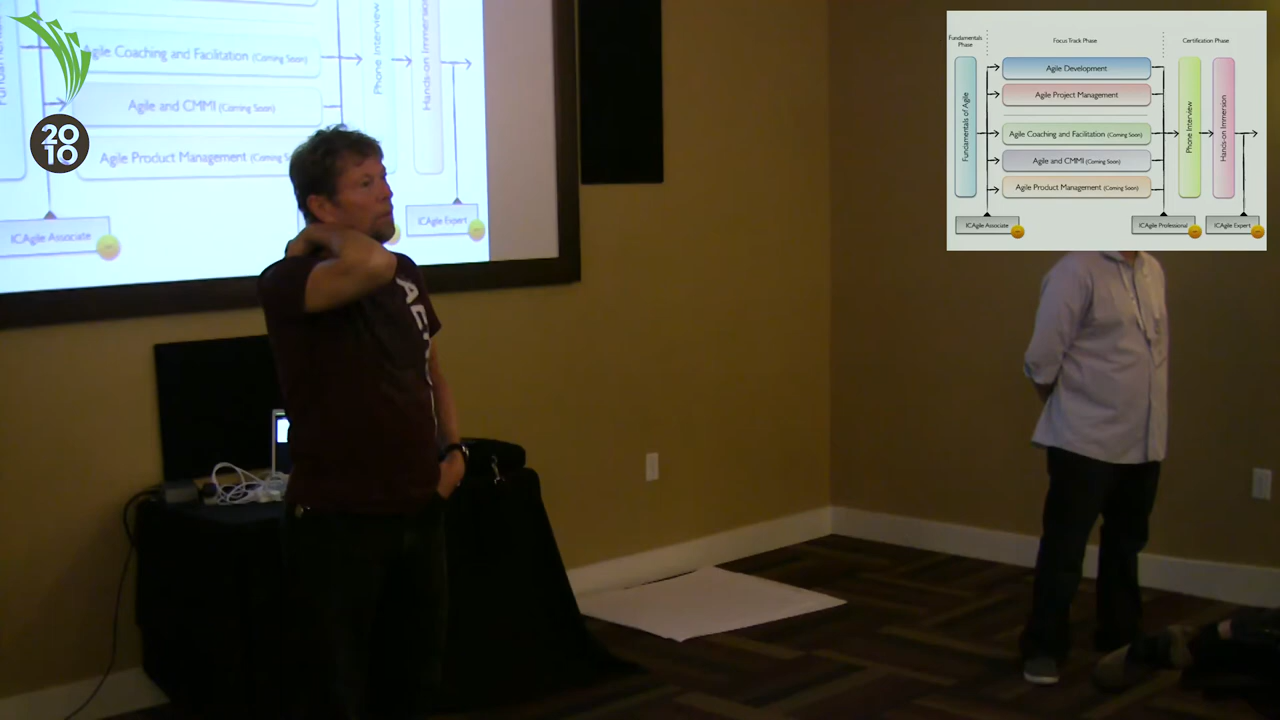 Agile Coaching and Facilitation (Coming Soon)
Agile and CMMI (Coming Soon)
Agile Product Management (Coming S
Phone Interview
Hands-on Immersion
ICAgile Associate
ICAgile Expert
20
10
AE
Fundamentals
Phase
Focus Track Phase
Certification Phase
Fundamentals of Agile
Agile Development
Agile Project Management
Agile Coaching and Facilitation (Coming Soon)
Agile and CMMI (Coming Soon)
Agile Product Management (Coming Soon)
Phone Interview
Hands-on Immersion
ICAgile Associate
ICAgile Professional
ICAgile Expert